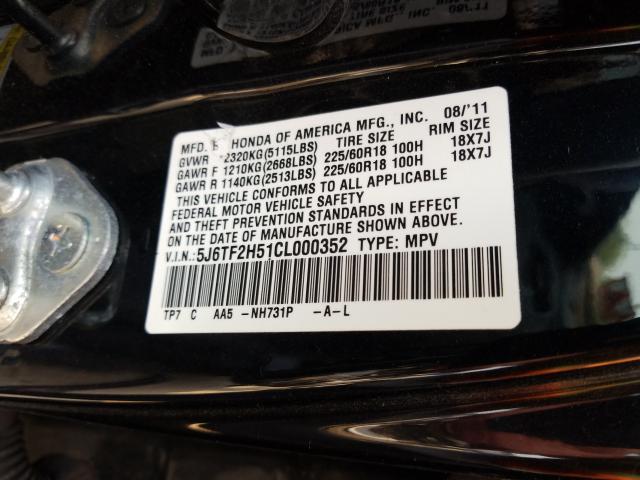 MFD. B HONDA OF AMERICA MFG., INC. 08/'11
GVWR 2320KG(5115LBS) TIRE SIZE RIM SIZE
GAWR F 1210KG(2668LBS) 225/60R18 100H 18X7J
GAWR R 1140KG(2513LBS) 225/60R18 100H 18X7J
THIS VEHICLE CONFORMS TO ALL APPLICABLE
FEDERAL MOTOR VEHICLE SAFETY
AND THEFT PREVENTION STANDARDS IN EFFECT
ON THE DATE OF MANUFACTURE SHOWN ABOVE.
V.I.N.:5J6TF2H51CL000352 TYPE: MPV
TP7 C AA5 -NH731P -A-L